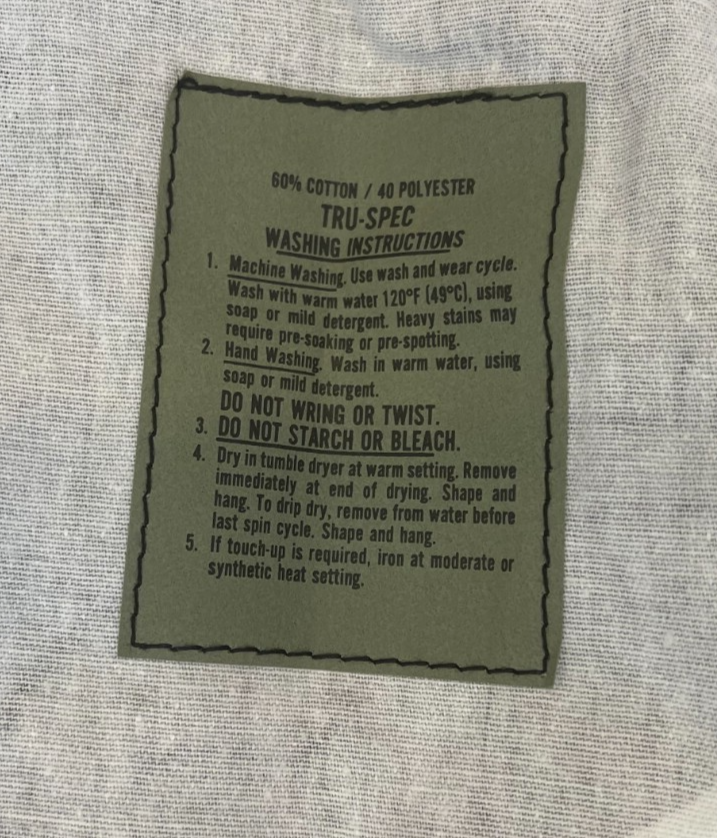 60% COTTON / 40 POLYESTER
TRU-SPEC
WASHING INSTRUCTIONS
1. Machine Washing. Use wash and wear cycle.
Wash with warm water 120°F (49°C), using
soap or mild detergent. Heavy stains may
require pre-soaking or pre-spotting.
2. Hand Washing. Wash in warm water, using
soap or mild detergent.
DO NOT WRING OR TWIST.
3. DO NOT STARCH OR BLEACH.
4. Dry in tumble dryer at warm setting. Remove
immediately at end of drying. Shape and
hang. To drip dry, remove from water before
last spin cycle. Shape and hang.
5. If touch-up is required, iron at moderate or
synthetic heat setting.